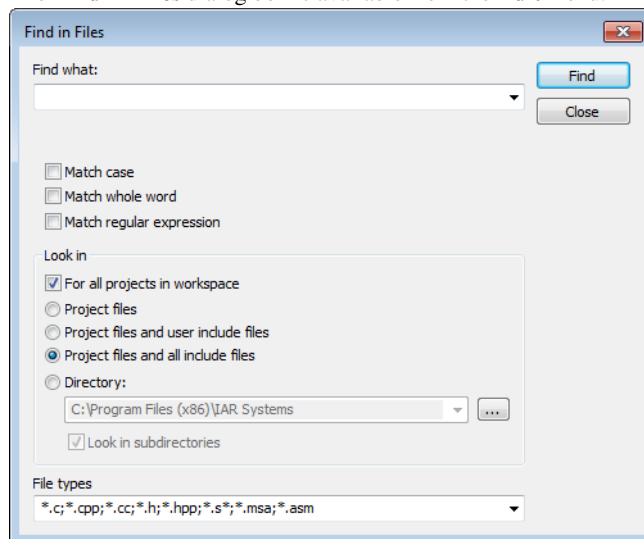 Find in Files
Find what:
Find
Close
Match case
Match whole word
Match regular expression
Look in
For all projects in workspace
Project files
Project files and user include files
Project files and all include files
Directory:
C:\Program Files (x86)\IAR Systems
...
Look in subdirectories
File types
*.c;*.cpp;*.cc;*.h;*.hpp;*.s*;*.msa;*.asm